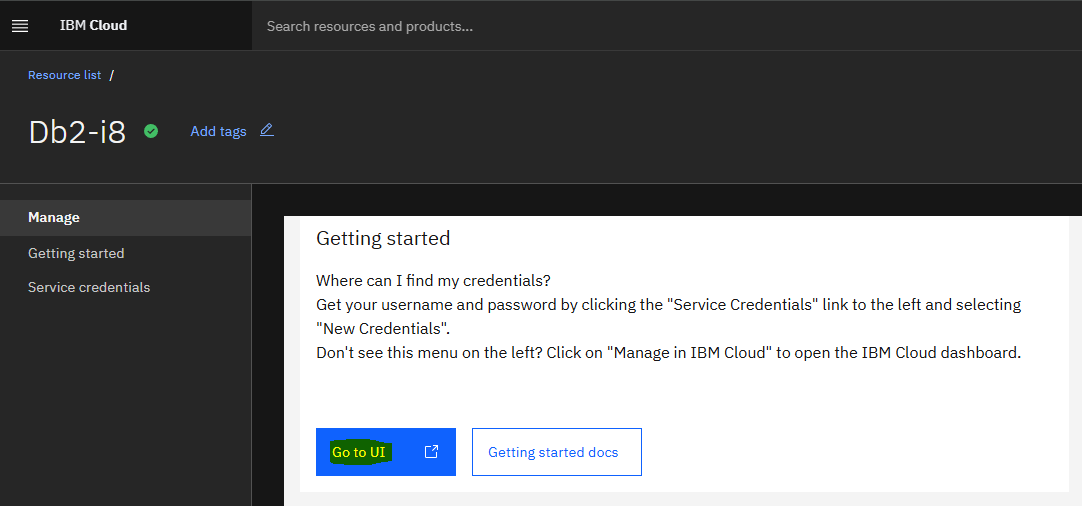 IBM Cloud
Search resources and products...
Resource list /
Db2-i8
Add tags
Manage
Getting started
Service credentials
Getting started
Where can I find my credentials?
Get your username and password by clicking the "Service Credentials" link to the left and selecting
"New Credentials".
Don't see this menu on the left? Click on "Manage in IBM Cloud" to open the IBM Cloud dashboard.
Go to UI
Getting started docs